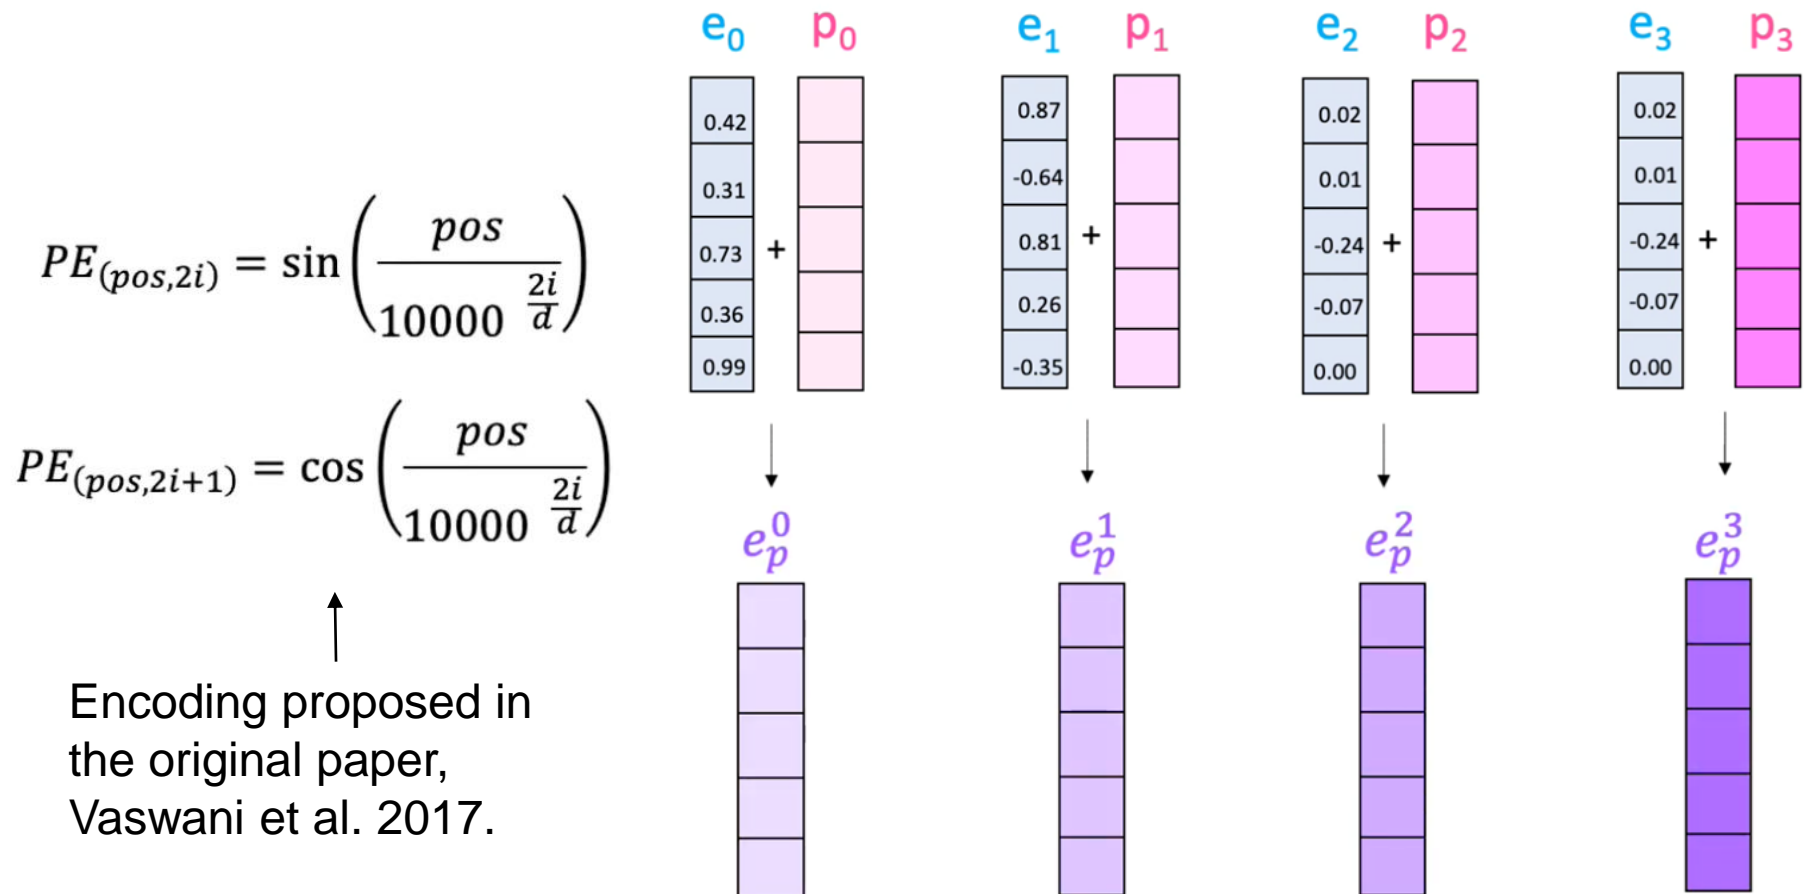 e₀ p₀ e₁ p₁ e₂ p₂ e₃ p₃
0.42 0.87 0.02 0.02
0.31 -0.64 0.01 0.01
0.73 + 0.81 + -0.24 + -0.24 +
0.36 0.26 -0.07 -0.07
0.99 -0.35 0.00 0.00
PE_(pos,2i) = sin(pos / 10000^(2i/d))
PE_(pos,2i+1) = cos(pos / 10000^(2i/d))
e_p^0 e_p^1 e_p^2 e_p^3
Encoding proposed in
the original paper,
Vaswani et al. 2017.